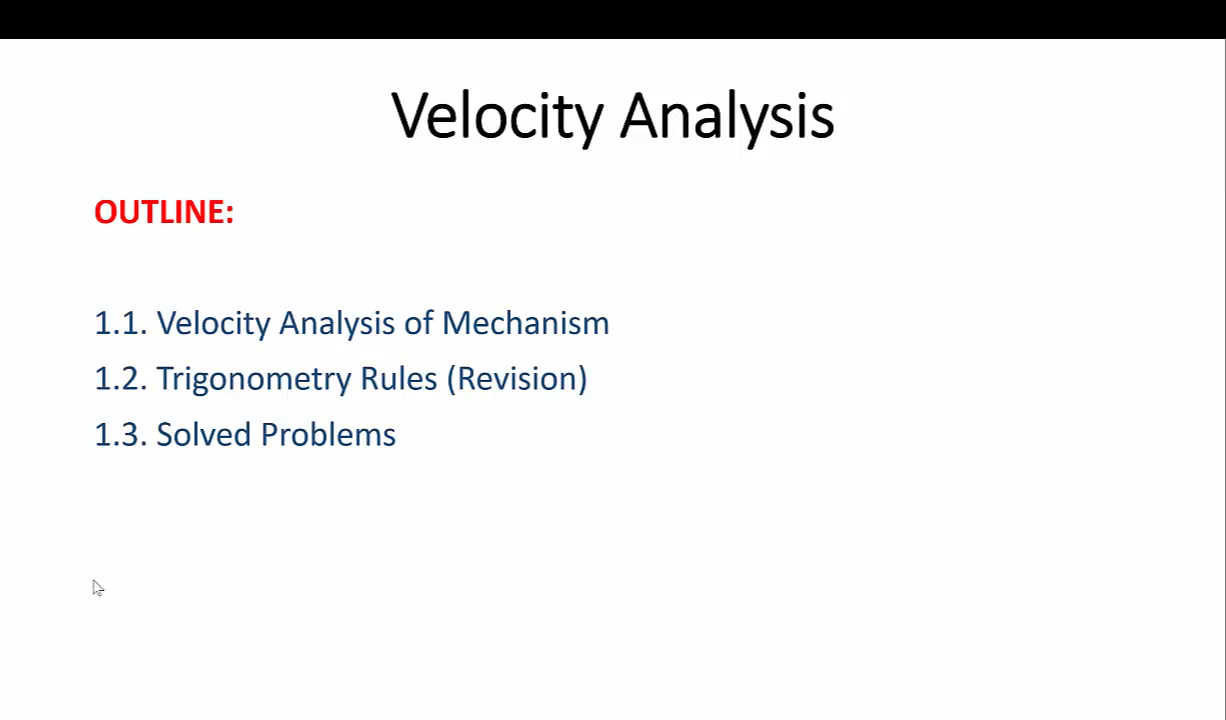 Velocity Analysis
OUTLINE:
1.1. Velocity Analysis of Mechanism
1.2. Trigonometry Rules (Revision)
1.3. Solved Problems